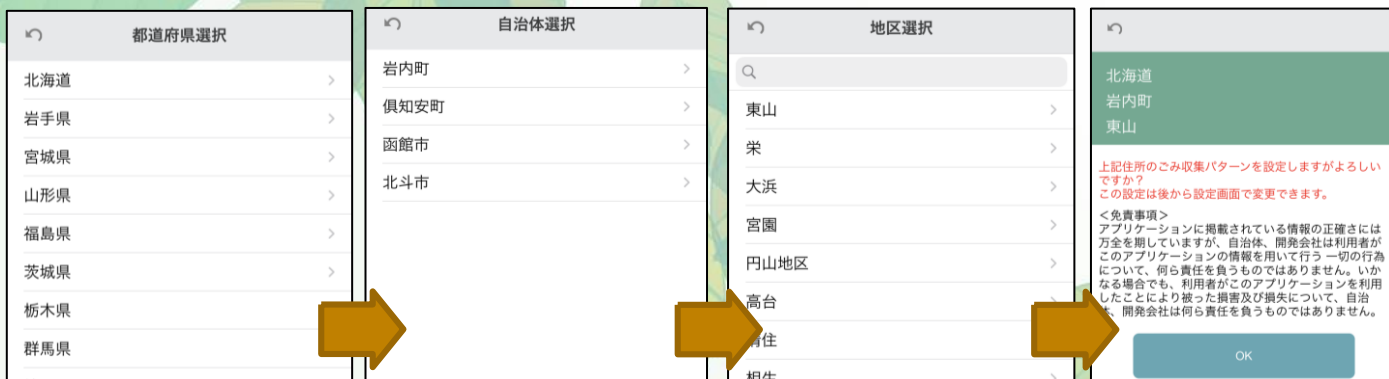 都道府県選択
北海道
岩手県
宮城県
山形県
福島県
茨城県
栃木県
群馬県
自治体選択
岩内町
倶知安町
函館市
北斗市
地区選択
東山
栄
大浜
宮園
円山地区
高台
住
相生
北海道
岩内町
東山
上記住所のごみ収集パターンを設定しますがよろしい
ですか？
この設定は後から設定画面で変更できます。
＜免責事項＞
アプリケーションに掲載されている情報の正確さには
万全を期していますが、自治体、開発会社は利用者が
このアプリケーションの情報を用いて行う 一切の行為
について、何ら責任を負うものではありません。いか
なる場合でも、利用者がこのアプリケーションを利用
したことにより被った損害及び損失について、自治
体、開発会社は何ら責任を負うものではありません。
OK